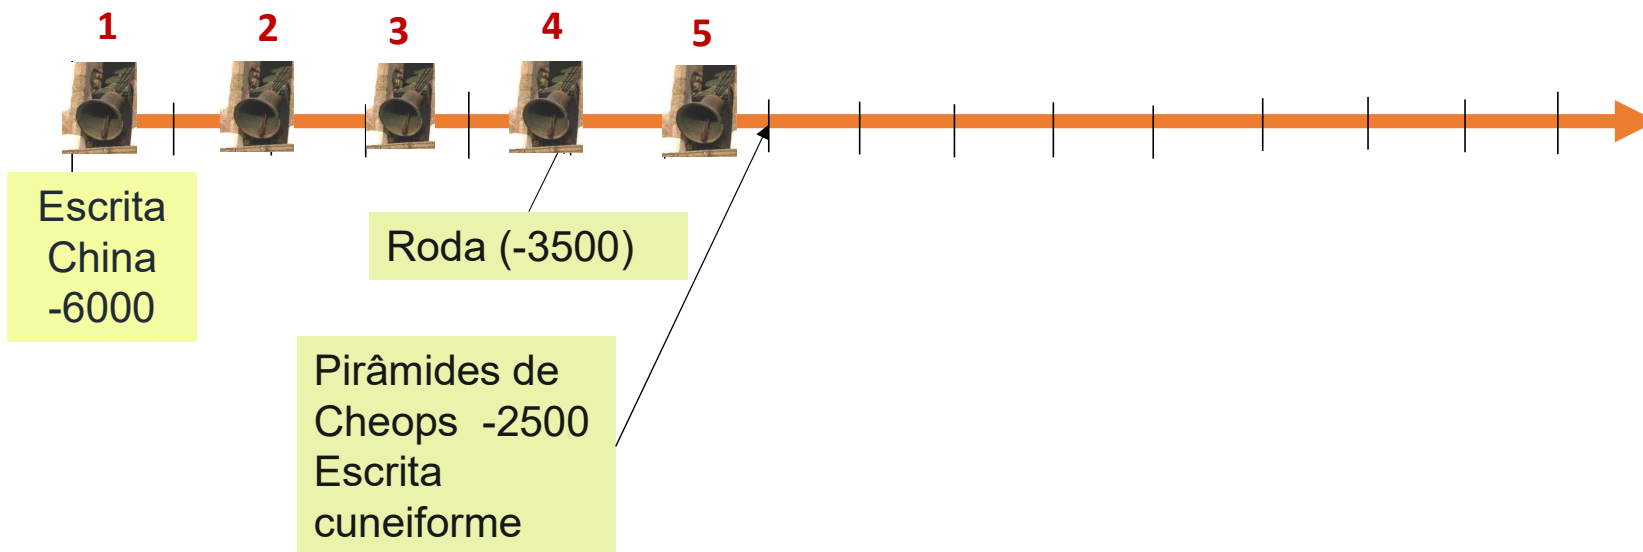 1 2 3 4 5
Escrita
China
-6000
Roda (-3500)
Pirâmides de
Cheops -2500
Escrita
cuneiforme